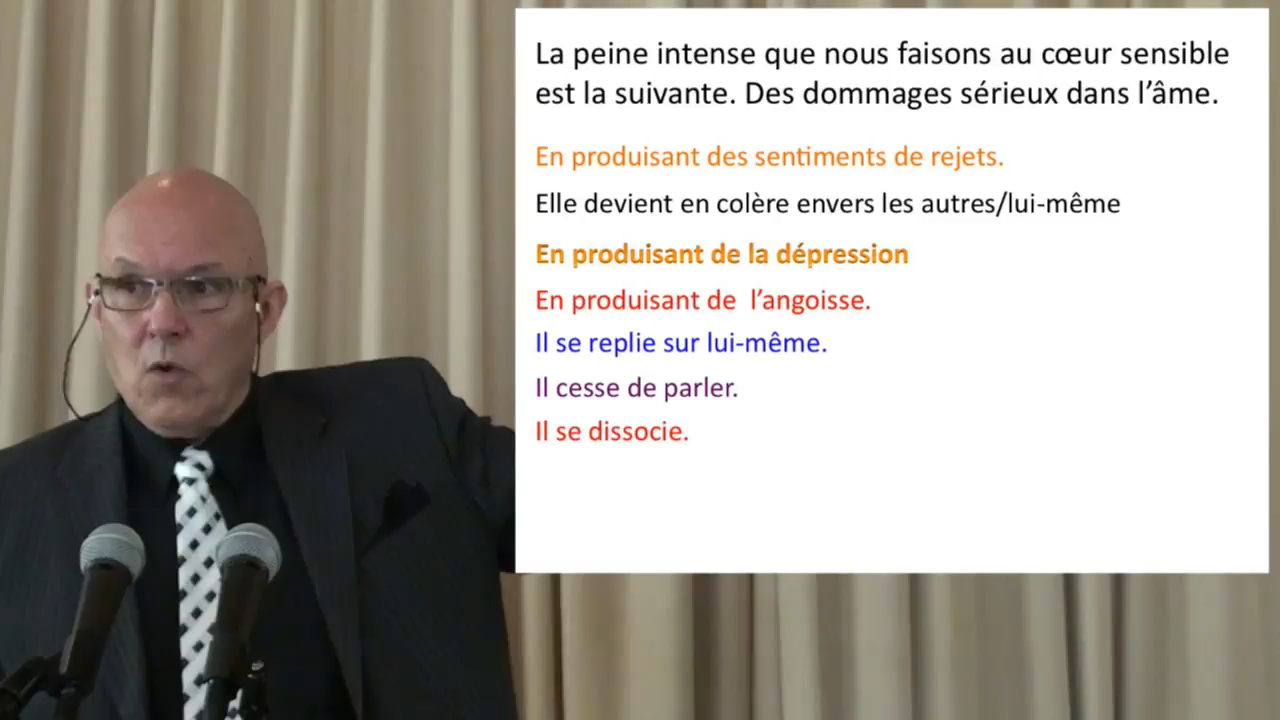 La peine intense que nous faisons au cœur sensible
est la suivante. Des dommages sérieux dans l’âme.
En produisant des sentiments de rejets.
Elle devient en colère envers les autres/lui-même
En produisant de la dépression
En produisant de  l’angoisse.
Il se replie sur lui-même.
Il cesse de parler.
Il se dissocie.